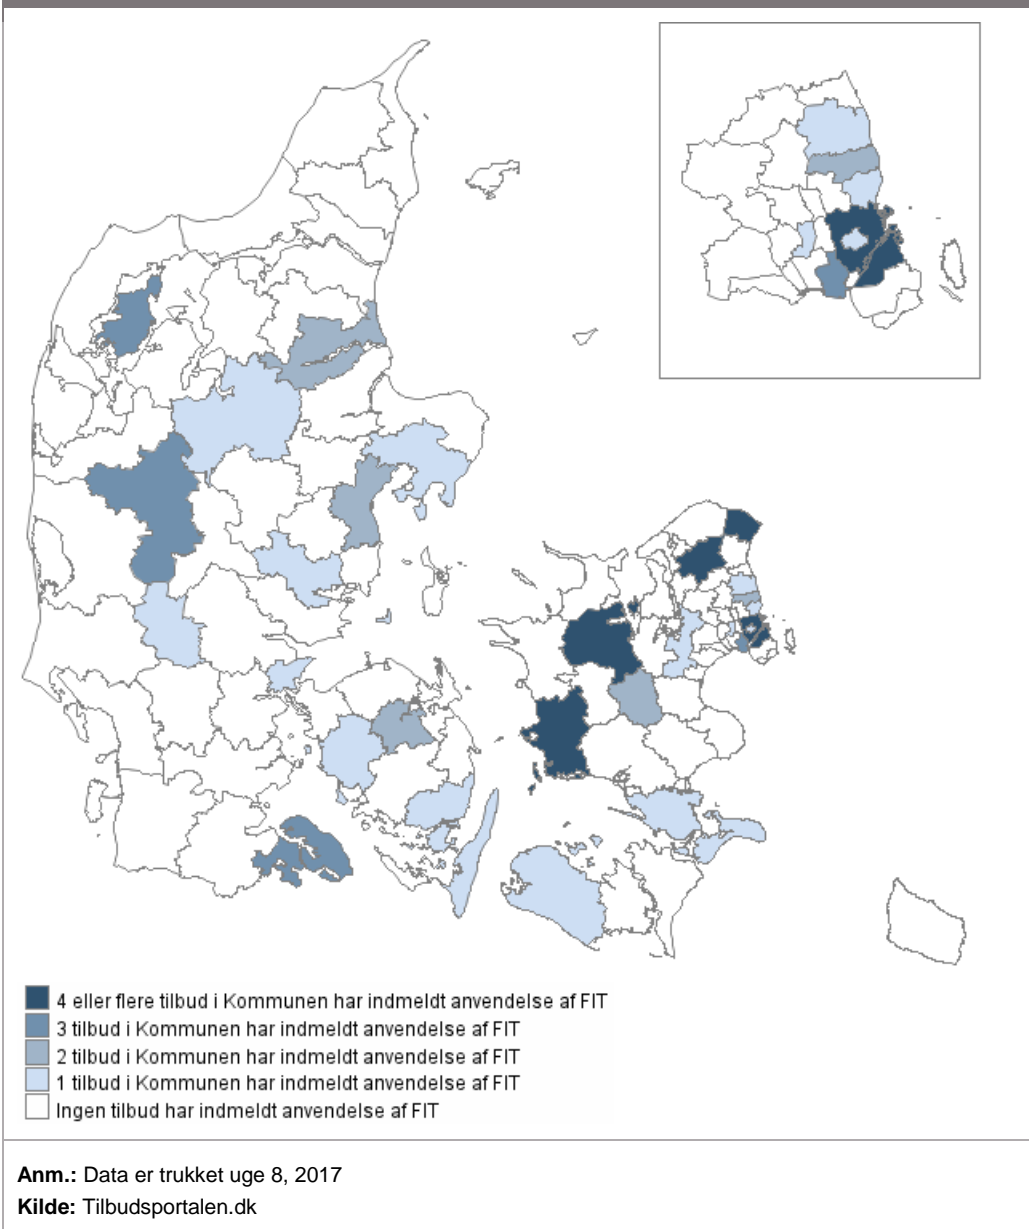 4 eller flere tilbud i Kommunen har indmeldt anvendelse af FIT
3 tilbud i Kommunen har indmeldt anvendelse af FIT
2 tilbud i Kommunen har indmeldt anvendelse af FIT
1 tilbud i Kommunen har indmeldt anvendelse af FIT
Ingen tilbud har indmeldt anvendelse af FIT
Anm.: Data er trukket uge 8, 2017
Kilde: Tilbudsportalen.dk